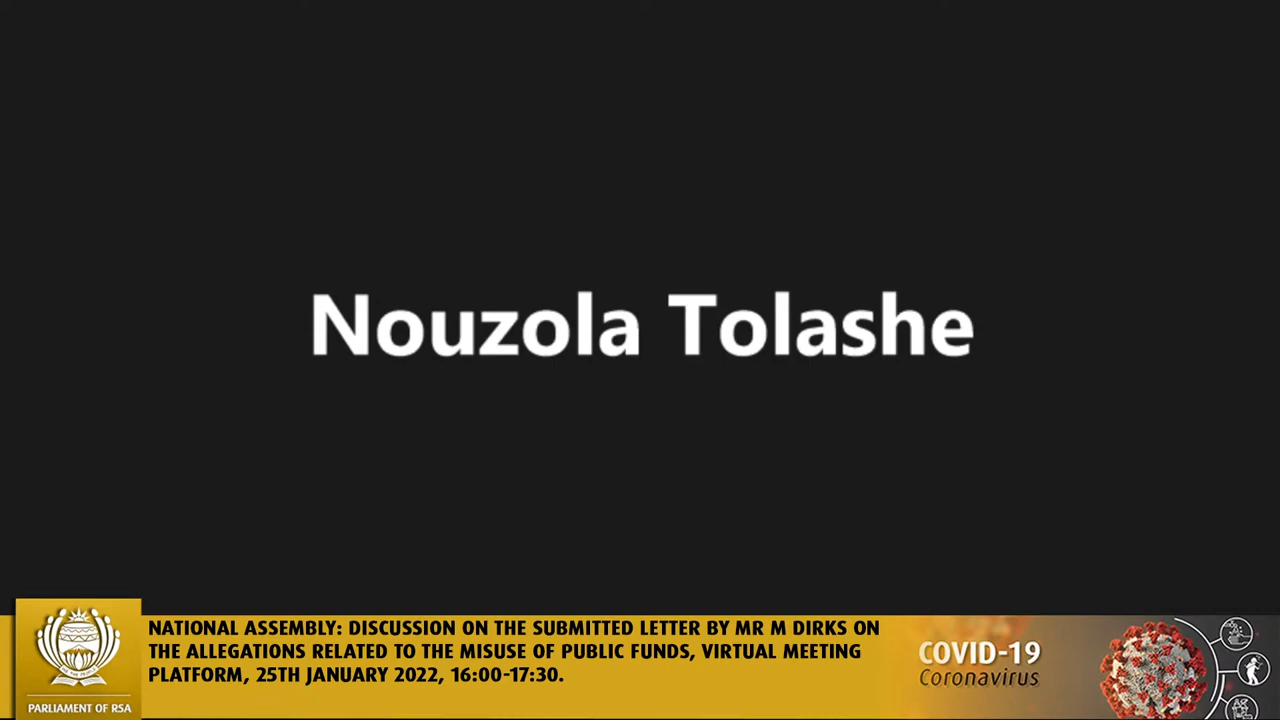 Nouzola Tolashe
NATIONAL ASSEMBLY: DISCUSSION ON THE SUBMITTED LETTER BY MR M DIRKS ON
THE ALLEGATIONS RELATED TO THE MISUSE OF PUBLIC FUNDS, VIRTUAL MEETING
PLATFORM, 25TH JANUARY 2022, 16:00-17:30.
PARLIAMENT OF RSA
COVID-19
Coronavirus